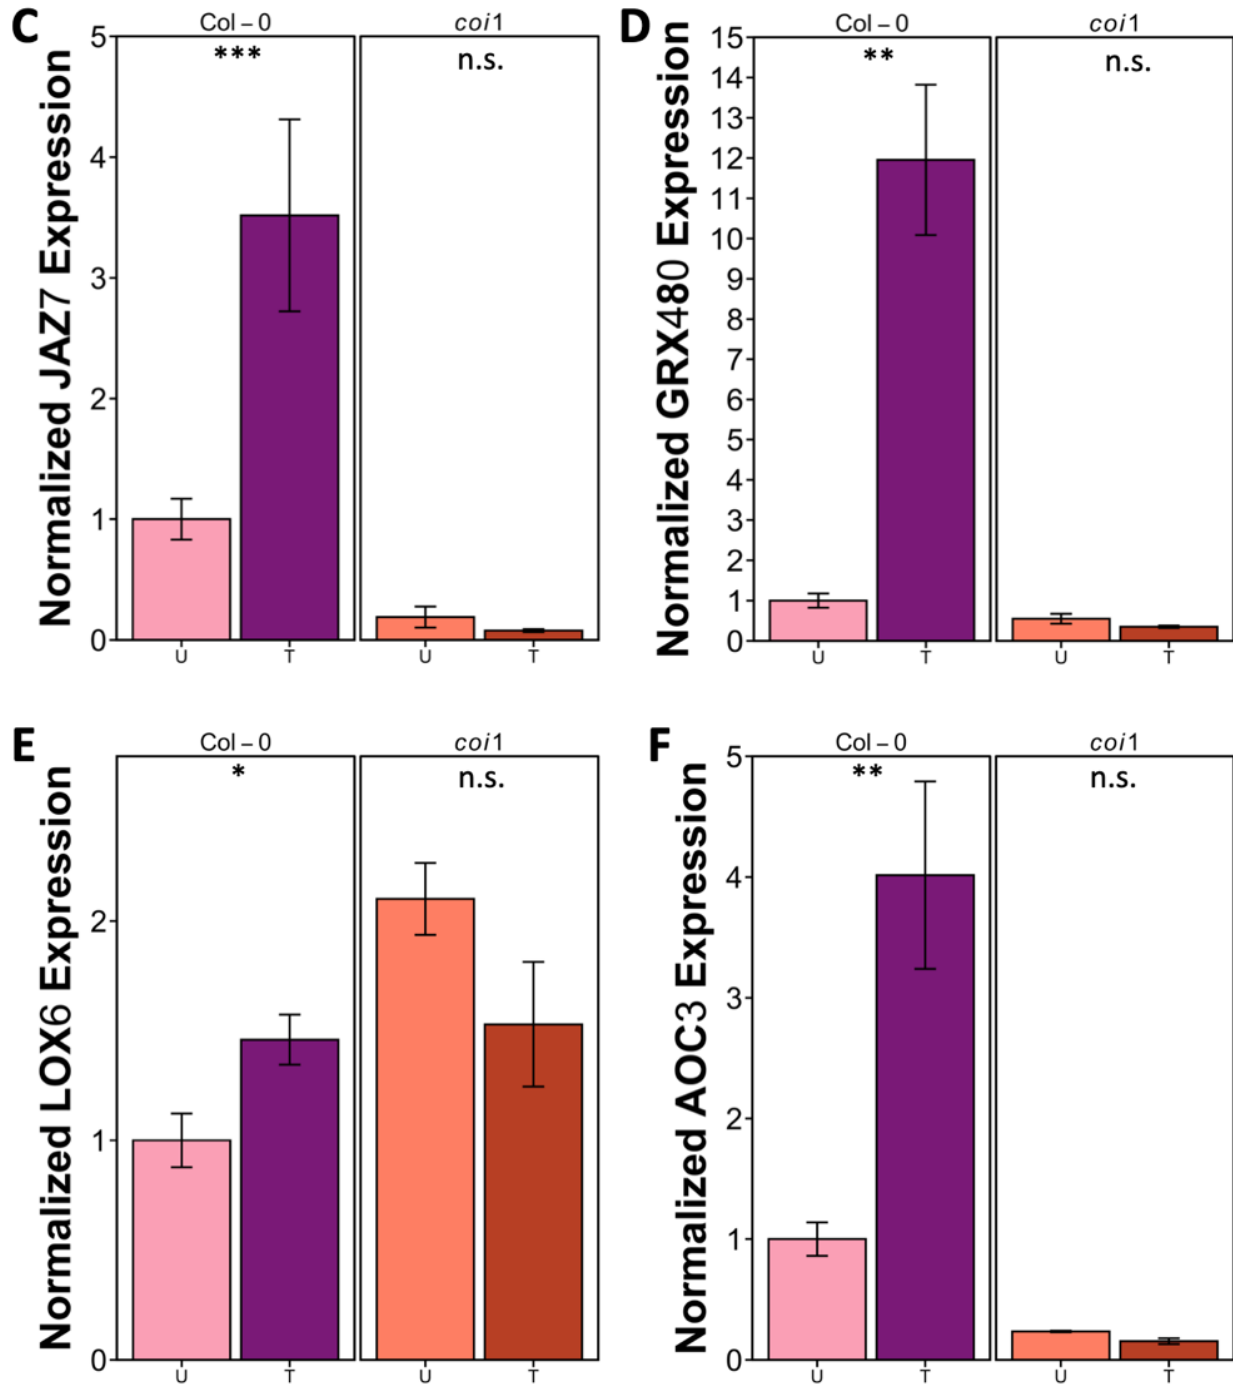 C
Normalized JAZ7 Expression
Col – 0
coi1
***
n.s.
5
4
3
2
1
0
U
T
U
T
D
Normalized GRX480 Expression
Col – 0
coi1
**
n.s.
15
14
13
12
11
10
9
8
7
6
5
4
3
2
1
0
U
T
U
T
E
Normalized LOX6 Expression
Col – 0
coi1
*
n.s.
2
1
0
U
T
U
T
F
Normalized AOC3 Expression
Col – 0
coi1
**
n.s.
5
4
3
2
1
0
U
T
U
T